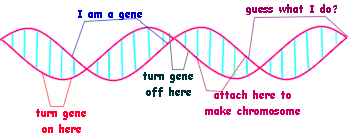 guess what I do?
I am a gene
turn gene
off here
attach here to
make chromosome
turn gene
on here